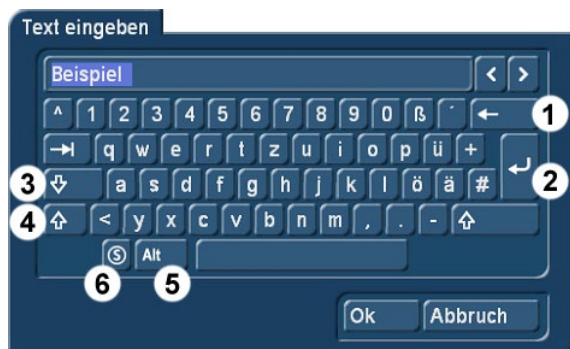 Text eingeben
Beispiel < >
^ 1 2 3 4 5 6 7 8 9 0 ß ´ ← 1
q w e r t z u i o p ü +
2
3 a s d f g h j k l ö ä #
4 < y x c v b n m , . -
S Alt
6 5
Ok Abbruch